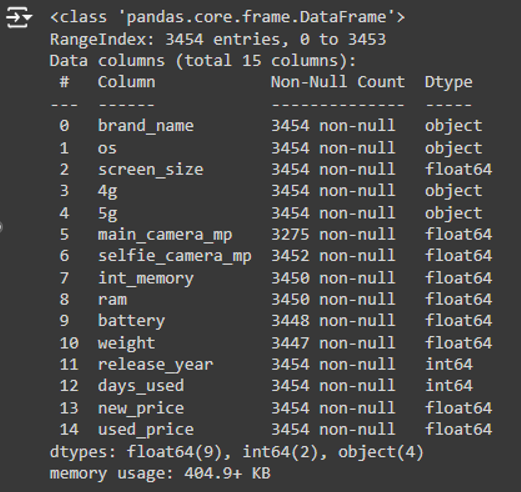 <class 'pandas.core.frame.DataFrame'>
RangeIndex: 3454 entries, 0 to 3453
Data columns (total 15 columns):
 #   Column           Non-Null Count  Dtype
---  ------           --------------  -----
 0   brand_name       3454 non-null   object
 1   os               3454 non-null   object
 2   screen_size      3454 non-null   float64
 3   4g               3454 non-null   object
 4   5g               3454 non-null   object
 5   main_camera_mp   3275 non-null   float64
 6   selfie_camera_mp 3452 non-null   float64
 7   int_memory       3450 non-null   float64
 8   ram              3450 non-null   float64
 9   battery          3448 non-null   float64
 10  weight           3447 non-null   float64
 11  release_year     3454 non-null   int64
 12  days_used        3454 non-null   int64
 13  new_price        3454 non-null   float64
 14  used_price       3454 non-null   float64
dtypes: float64(9), int64(2), object(4)
memory usage: 404.9+ KB